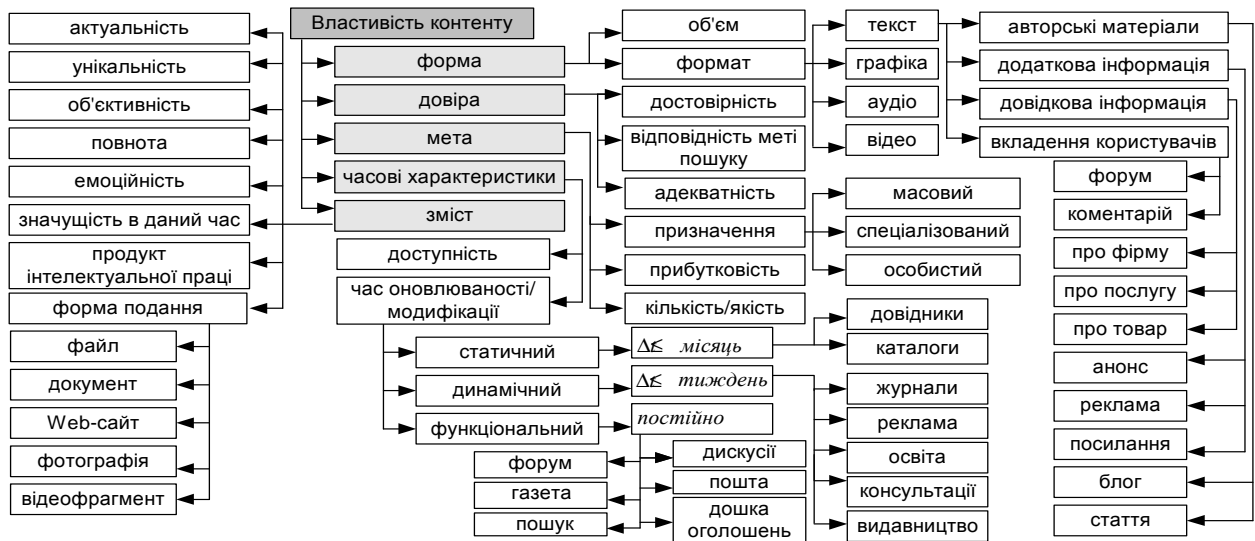 Властивість контенту
актуальність
унікальність
об'єктивність
повнота
емоційність
значущість в даний час
продукт
інтелектуальної праці
форма подання
файл
документ
Web-сайт
фотографія
відеофрагмент
форма
довіра
мета
часові характеристики
зміст
доступність
час оновлюваності/
модифікації
статичний
динамічний
функціональний
форум
газета
пошук
об'єм
формат
достовірність
відповідність меті
пошуку
адекватність
призначення
прибутковість
кількість/якість
Δt≤ місяць
Δt≤ тиждень
постійно
дискусії
пошта
дошка
оголошень
текст
графіка
аудіо
відео
масовий
спеціалізований
особистий
довідники
каталоги
журнали
реклама
освіта
консультації
видавництво
авторські матеріали
додаткова інформація
довідкова інформація
вкладення користувачів
форум
коментарій
про фірму
про послугу
про товар
анонс
реклама
посилання
блог
стаття